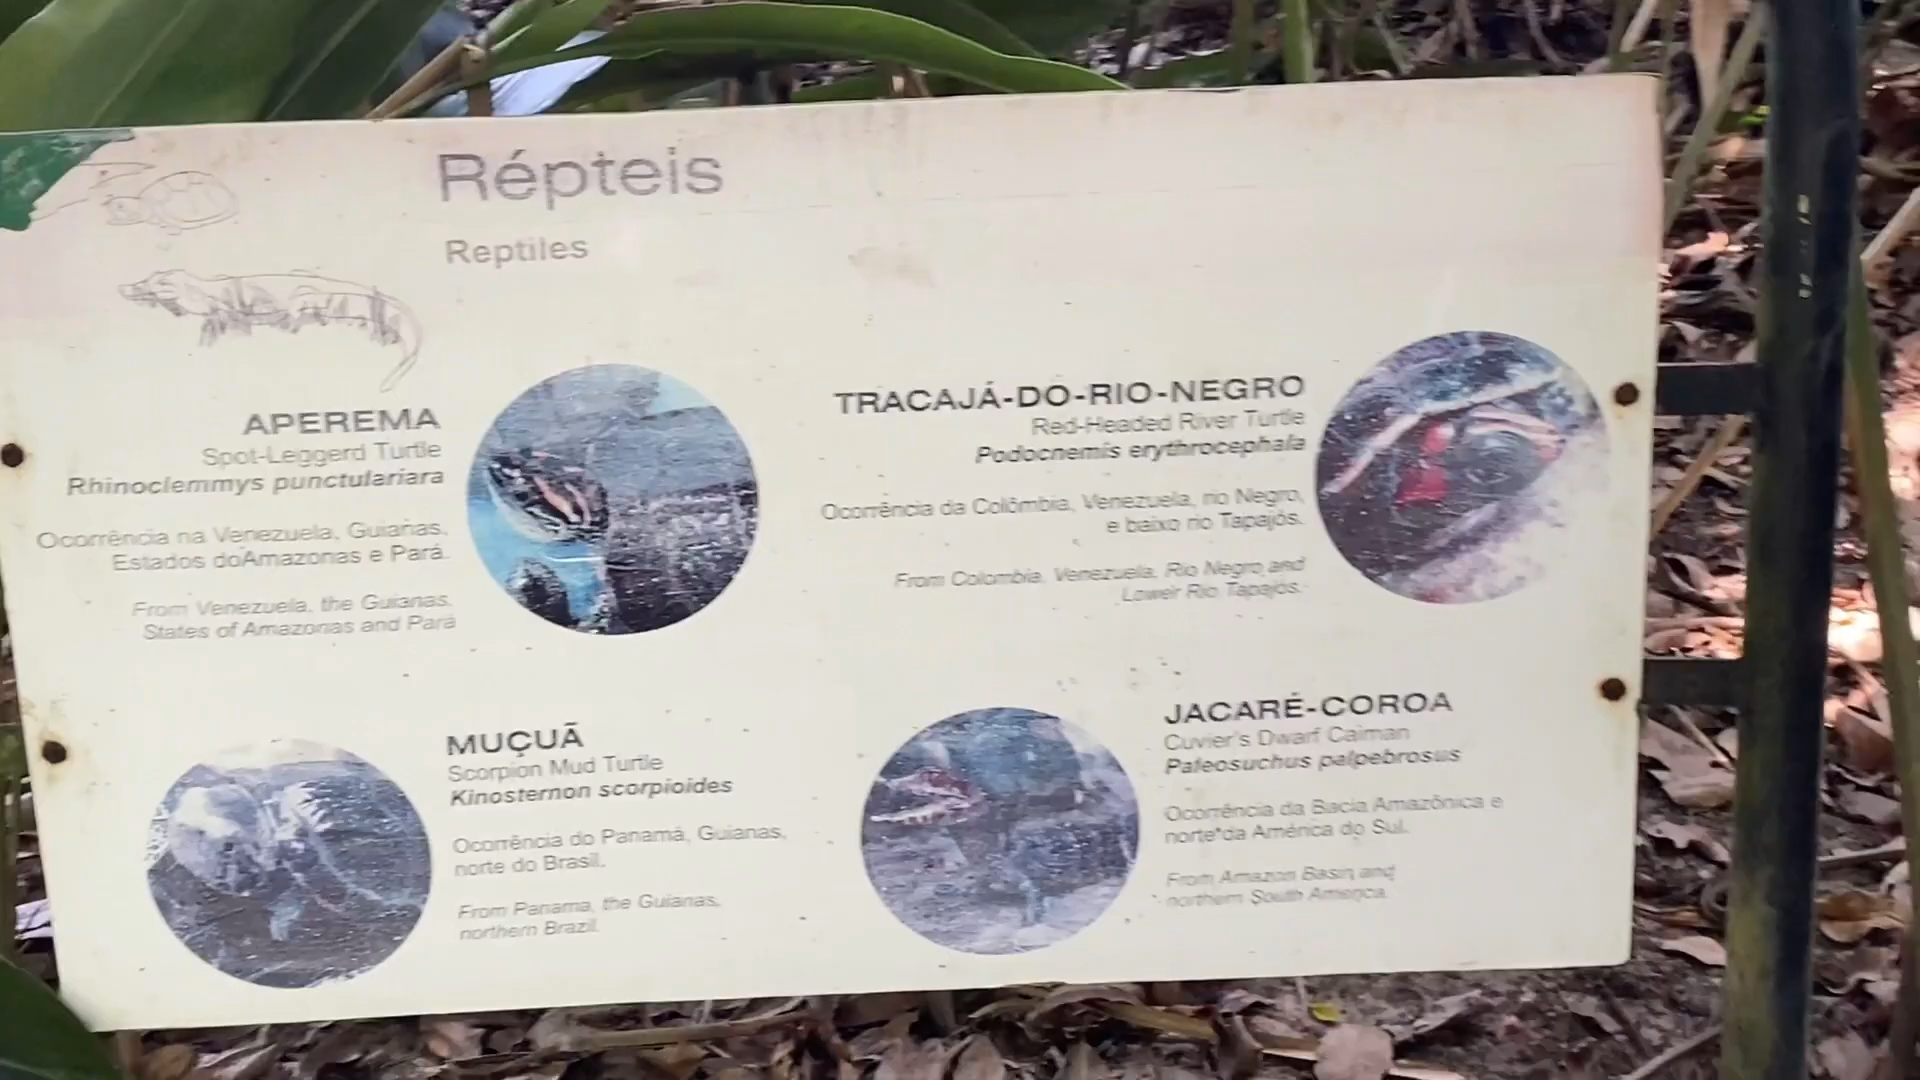 Répteis
Reptiles
APEREMA
Spot-Leggerd Turtle
Rhinoclemmys punctulariara
Ocorrência na Venezuela, Guianas,
Estados doAmazonas e Pará.
From Venezuela, the Guianas,
States of Amazonas and Pará
TRACAJÁ-DO-RIO-NEGRO
Red-Headed River Turtle
Podocnemis erythrocephala
Ocorrência da Colômbia, Venezuela, rio Negro,
e baixo rio Tapajós.
From Colombia, Venezuela, Rio Negro and
Lower Rio Tapajós.
MUÇUÃ
Scorpion Mud Turtle
Kinosternon scorpioides
Ocorrência do Panamá, Guianas,
norte do Brasil.
From Panama, the Guianas,
northern Brazil.
JACARÉ-COROA
Cuvier's Dwarf Caiman
Paleosuchus palpebrosus
Ocorrência da Bacia Amazônica e
norte da América do Sul.
From Amazon Basin and
northern South America.